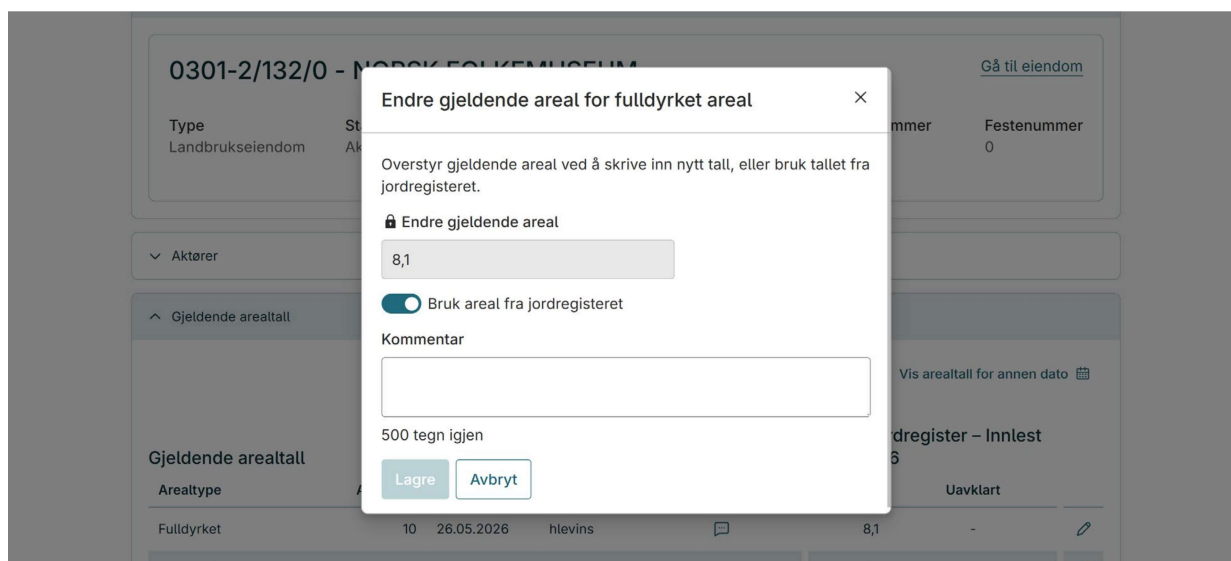 0301-2/132/0 - NORSK FOLKEMUSEUM
Gå til eiendom
Endre gjeldende areal for fulldyrket areal
Type
Landbrukseiendom
Festenummer
0
Overstyr gjeldende areal ved å skrive inn nytt tall, eller bruk tallet fra
jordregisteret.
Endre gjeldende areal
8,1
Aktører
Bruk areal fra jordregisteret
Gjeldende arealtall
Kommentar
Vis arealtall for annen dato
500 tegn igjen
Gjeldende arealtall
Lagre
Avbryt
Arealtype
Uavklart
Fulldyrket 10 26.05.2026 hlevins 8,1 -